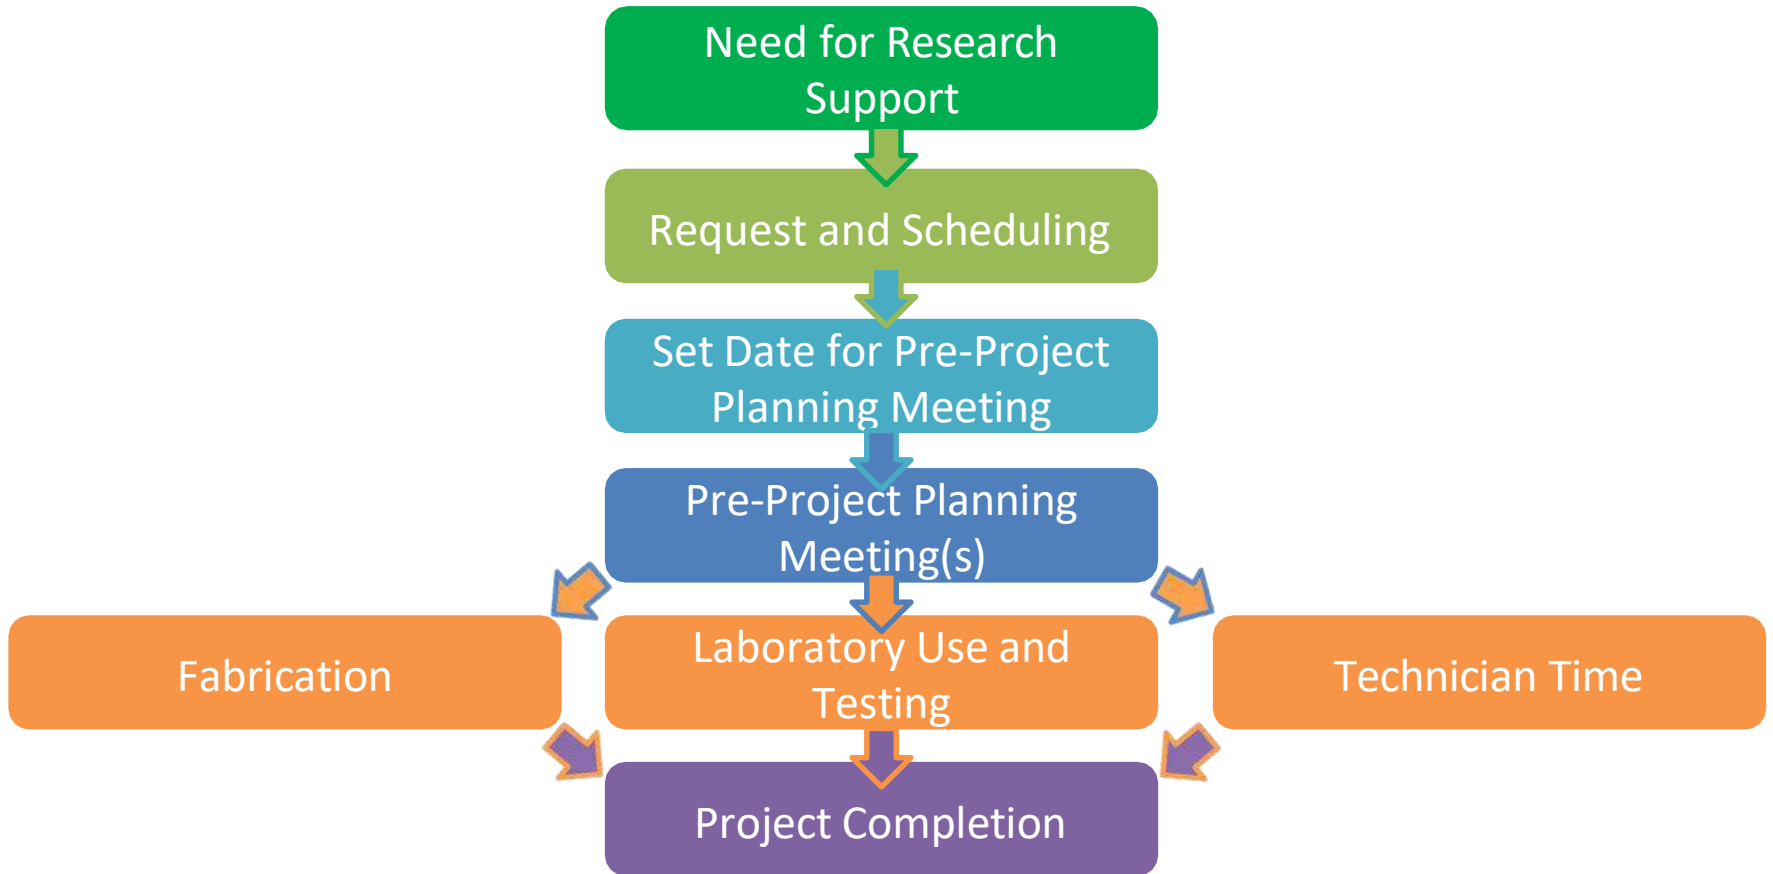 Need for Research
Support
Request and Scheduling
Set Date for Pre-Project
Planning Meeting
Pre-Project Planning
Meeting(s)
Fabrication
Laboratory Use and
Testing
Technician Time
Project Completion